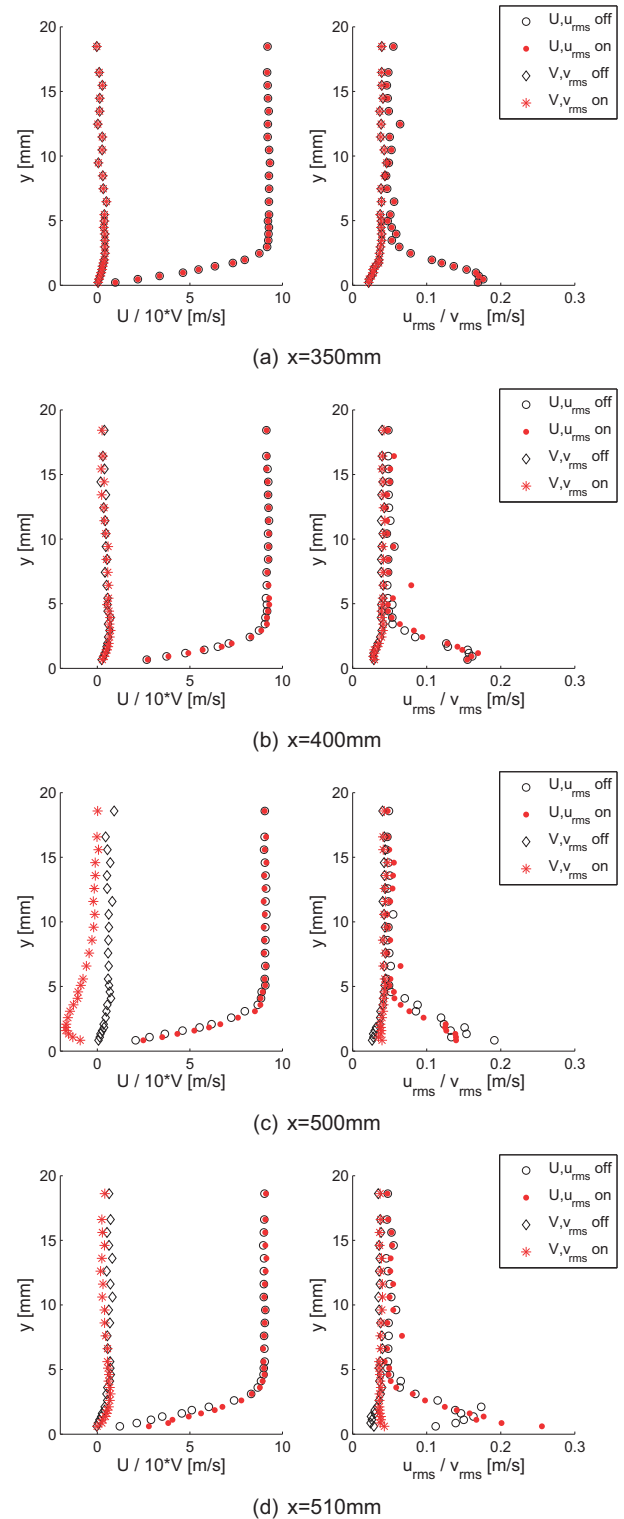 20
15
10
5
0
y [mm]
0 5 10
U / 10*V [m/s]
20
15
10
5
0
y [mm]
0 0.1 0.2 0.3
u_rms / v_rms [m/s]
U,u_rms off
U,u_rms on
V,v_rms off
V,v_rms on
(a) x=350mm
20
15
10
5
0
y [mm]
0 5 10
U / 10*V [m/s]
20
15
10
5
0
y [mm]
0 0.1 0.2 0.3
u_rms / v_rms [m/s]
U,u_rms off
U,u_rms on
V,v_rms off
V,v_rms on
(b) x=400mm
20
15
10
5
0
y [mm]
0 5 10
U / 10*V [m/s]
20
15
10
5
0
y [mm]
0 0.1 0.2 0.3
u_rms / v_rms [m/s]
U,u_rms off
U,u_rms on
V,v_rms off
V,v_rms on
(c) x=500mm
20
15
10
5
0
y [mm]
0 5 10
U / 10*V [m/s]
20
15
10
5
0
y [mm]
0 0.1 0.2 0.3
u_rms / v_rms [m/s]
U,u_rms off
U,u_rms on
V,v_rms off
V,v_rms on
(d) x=510mm